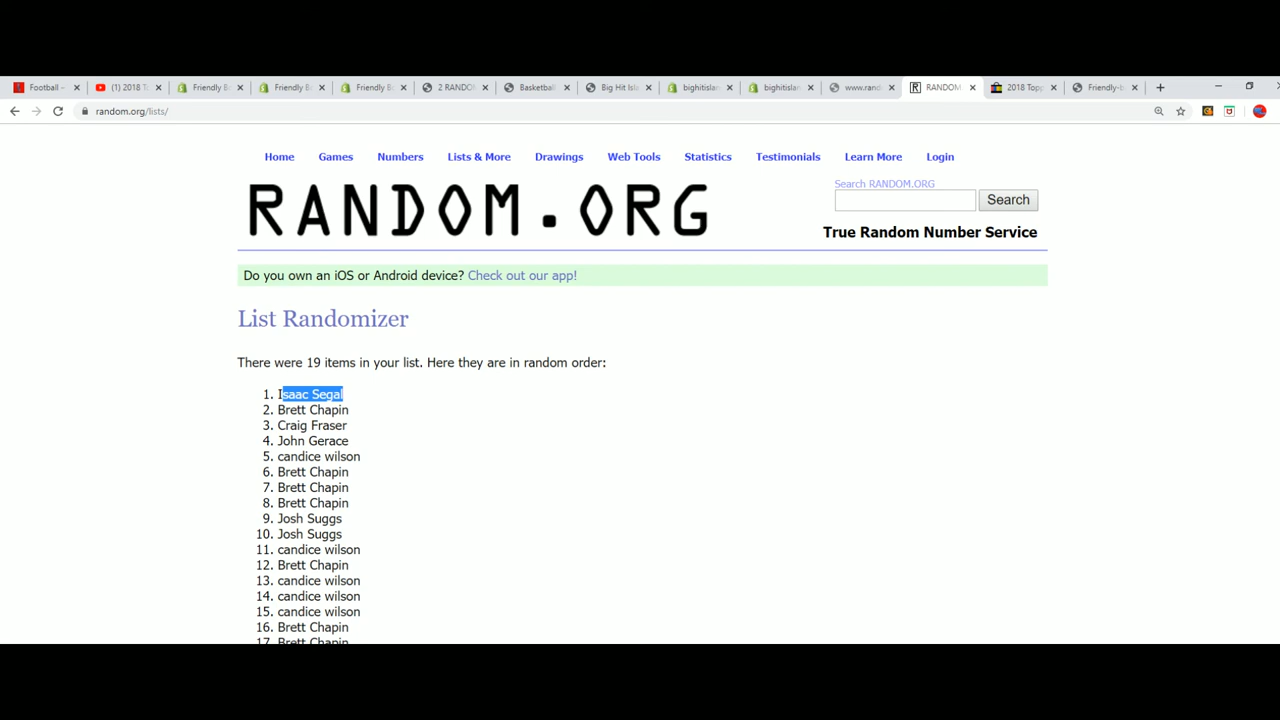 Football - (1) 2018 To Friendly B Friendly B Friendly B 2 RANDO Basketball Big Hit Isl bighitislan bighitislan www.rand RANDOM 2018 Topp Friendly-b
random.org/lists/
Home Games Numbers Lists & More Drawings Web Tools Statistics Testimonials Learn More Login
Search RANDOM.ORG
RANDOM.ORG
Search
True Random Number Service
Do you own an iOS or Android device? Check out our app!
List Randomizer
There were 19 items in your list. Here they are in random order:
1. Isaac Segal
2. Brett Chapin
3. Craig Fraser
4. John Gerace
5. candice wilson
6. Brett Chapin
7. Brett Chapin
8. Brett Chapin
9. Josh Suggs
10. Josh Suggs
11. candice wilson
12. Brett Chapin
13. candice wilson
14. candice wilson
15. candice wilson
16. Brett Chapin
17. Brett Chapin